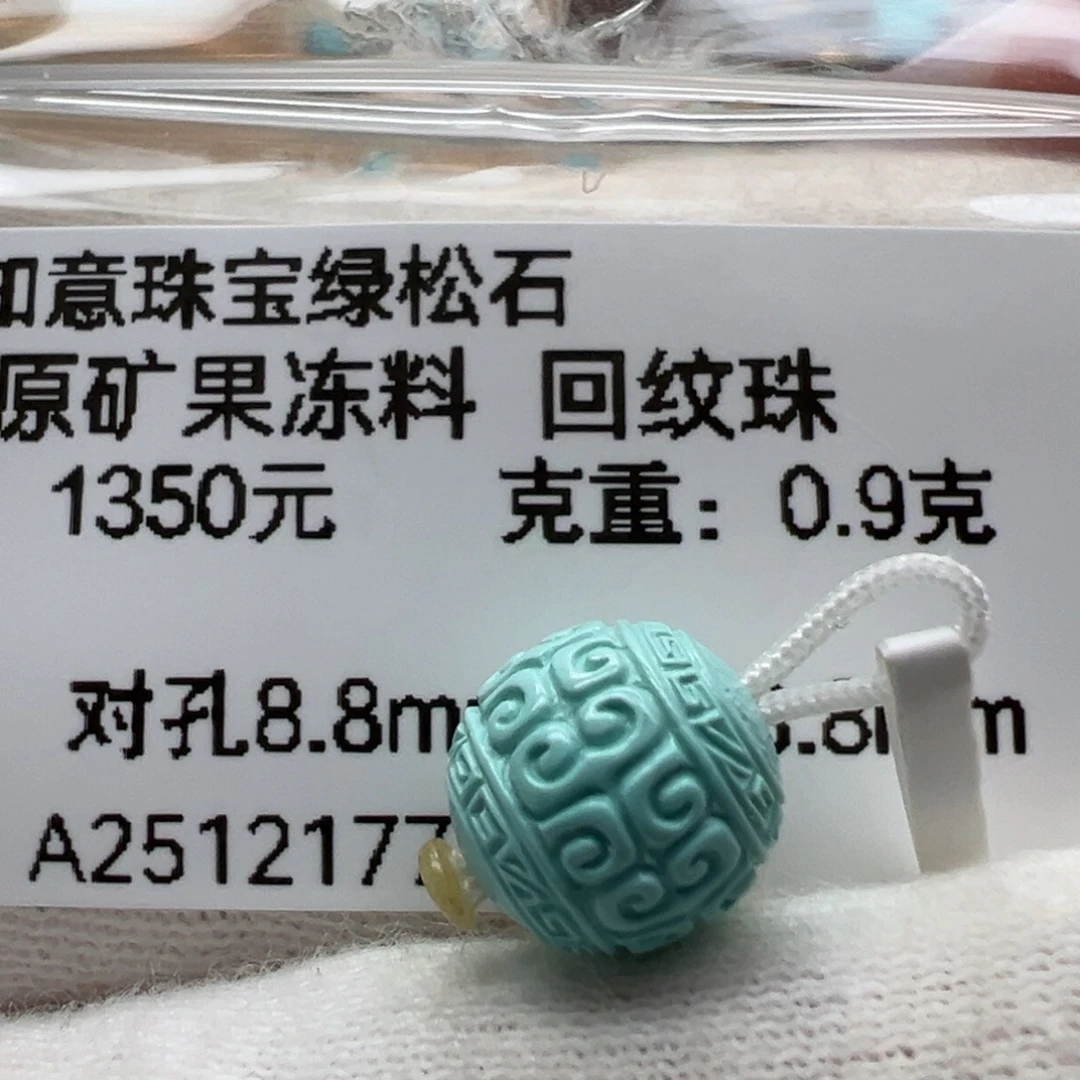 意珠宝绿松石
原矿果冻料 回纹珠
1350元 克重：0.9克
对孔8.8m .8 m
A251217